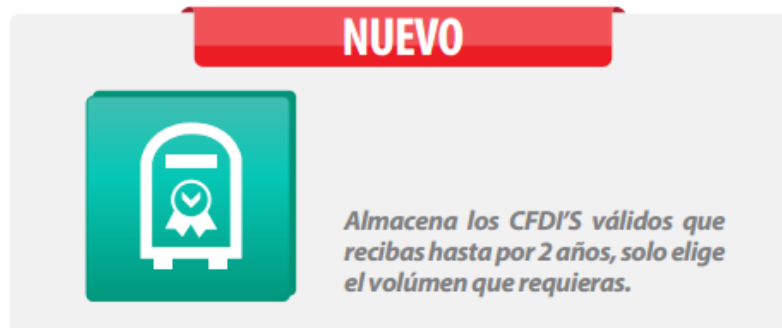 NUEVO
Almacena los CFDI'S válidos que
recibas hasta por 2 años, solo elige
el volúmen que requieras.